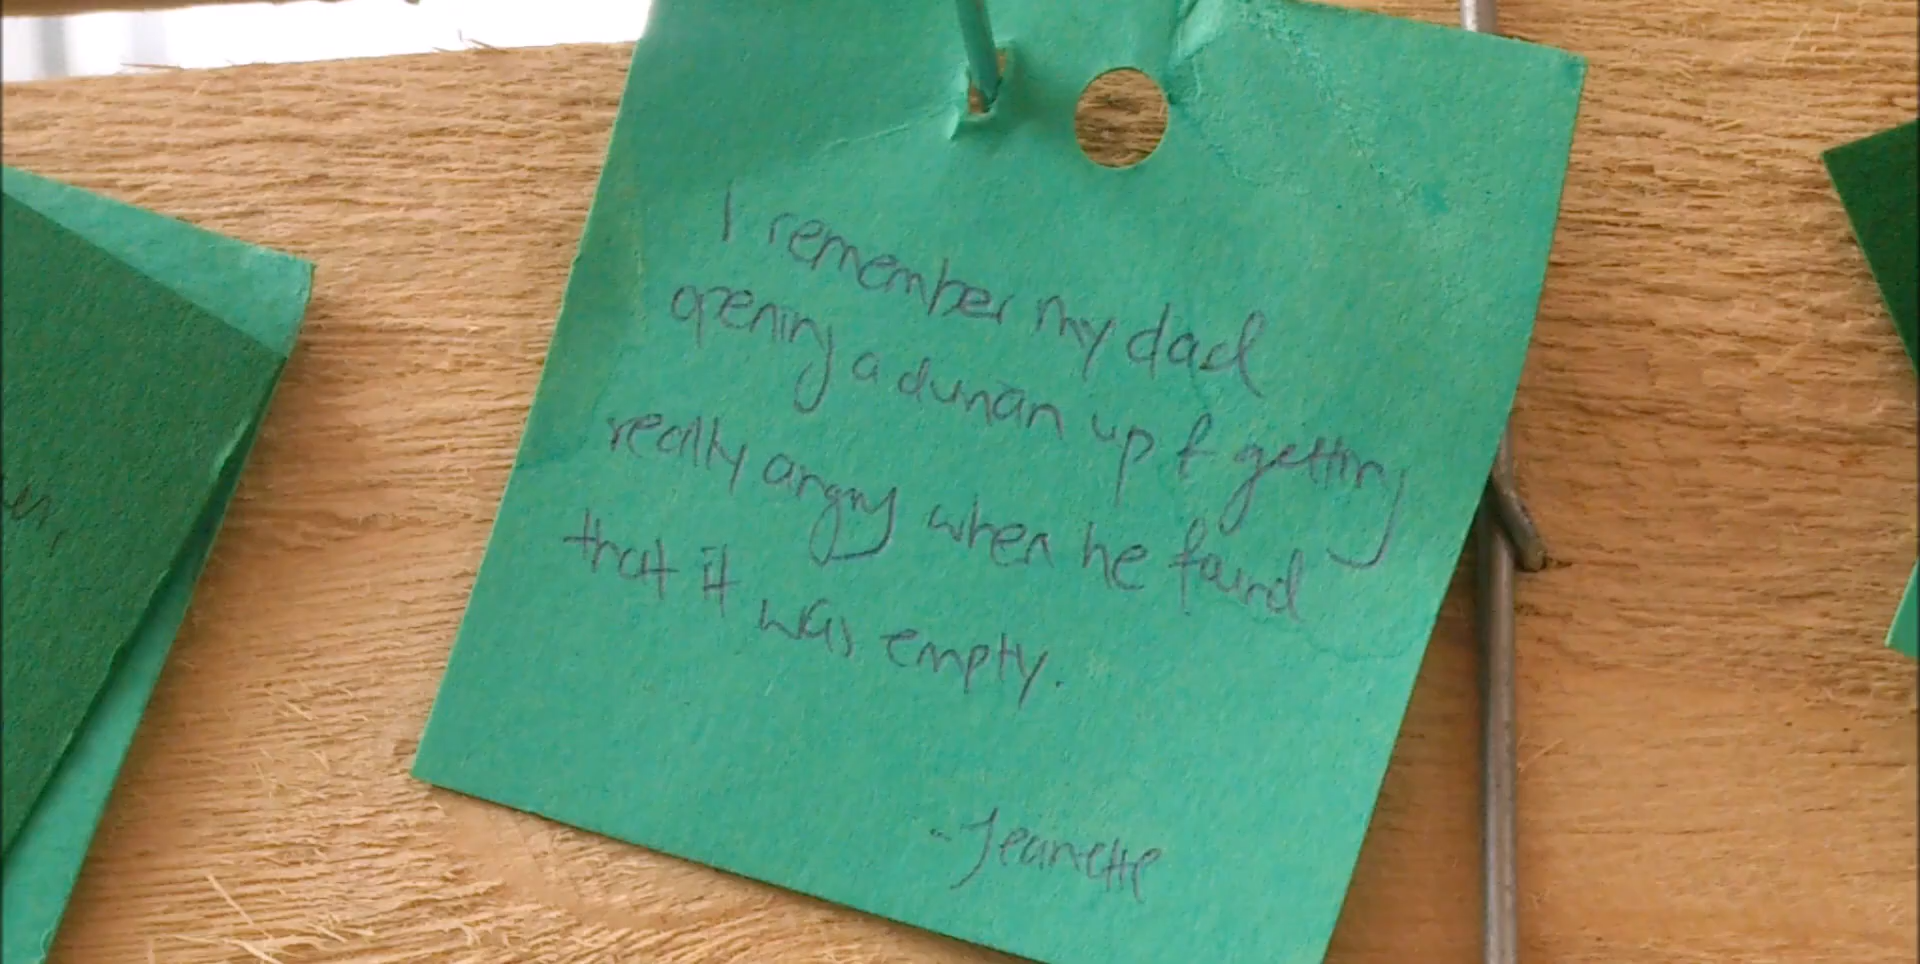 I remember my dad
opening a durian up & getting
really angry when he found
that it was empty.
- Jeanette